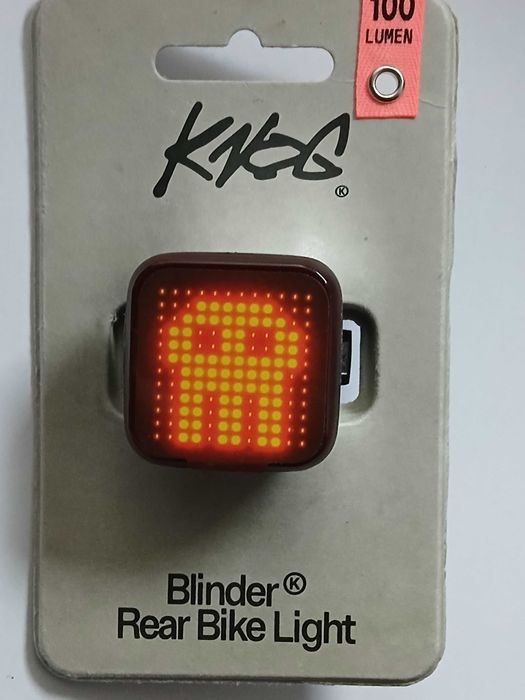 100
LUMEN
KNOG
K
Blinder K
Rear Bike Light